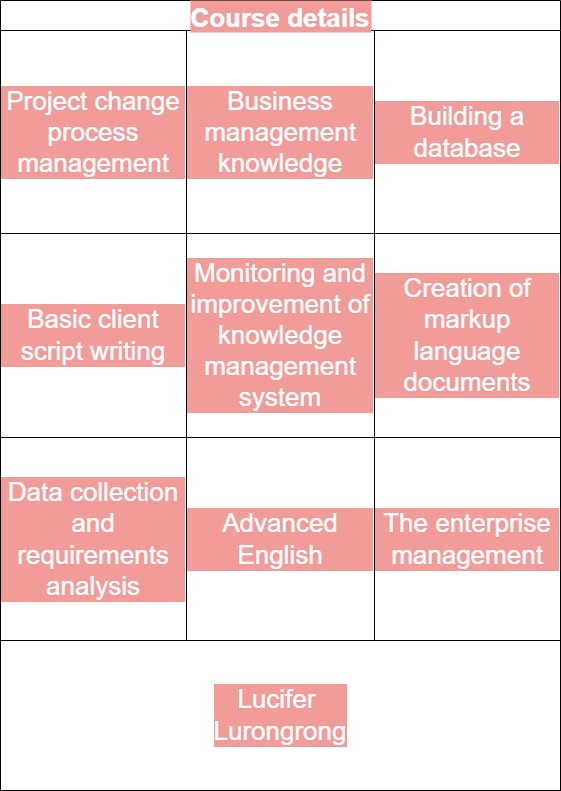 Course details
Project change
process
management
Business
management
knowledge
Building a
database
Basic client
script writing
Monitoring and
improvement of
knowledge
management
system
Creation of
markup
language
documents
Data collection
and
requirements
analysis
Advanced
English
The enterprise
management
Lucifer
Lurongrong